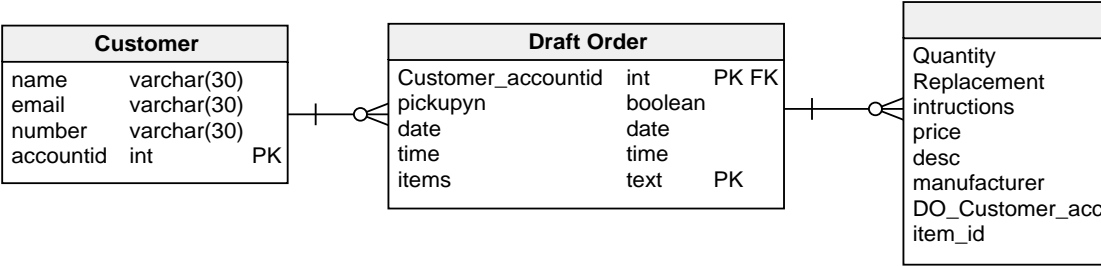 Customer
name varchar(30)
email varchar(30)
number varchar(30)
accountid int PK
Draft Order
Customer_accountid int PK FK
pickupyn boolean
date date
time time
items text PK
Quantity
Replacement
intructions
price
desc
manufacturer
DO_Customer_acc
item_id